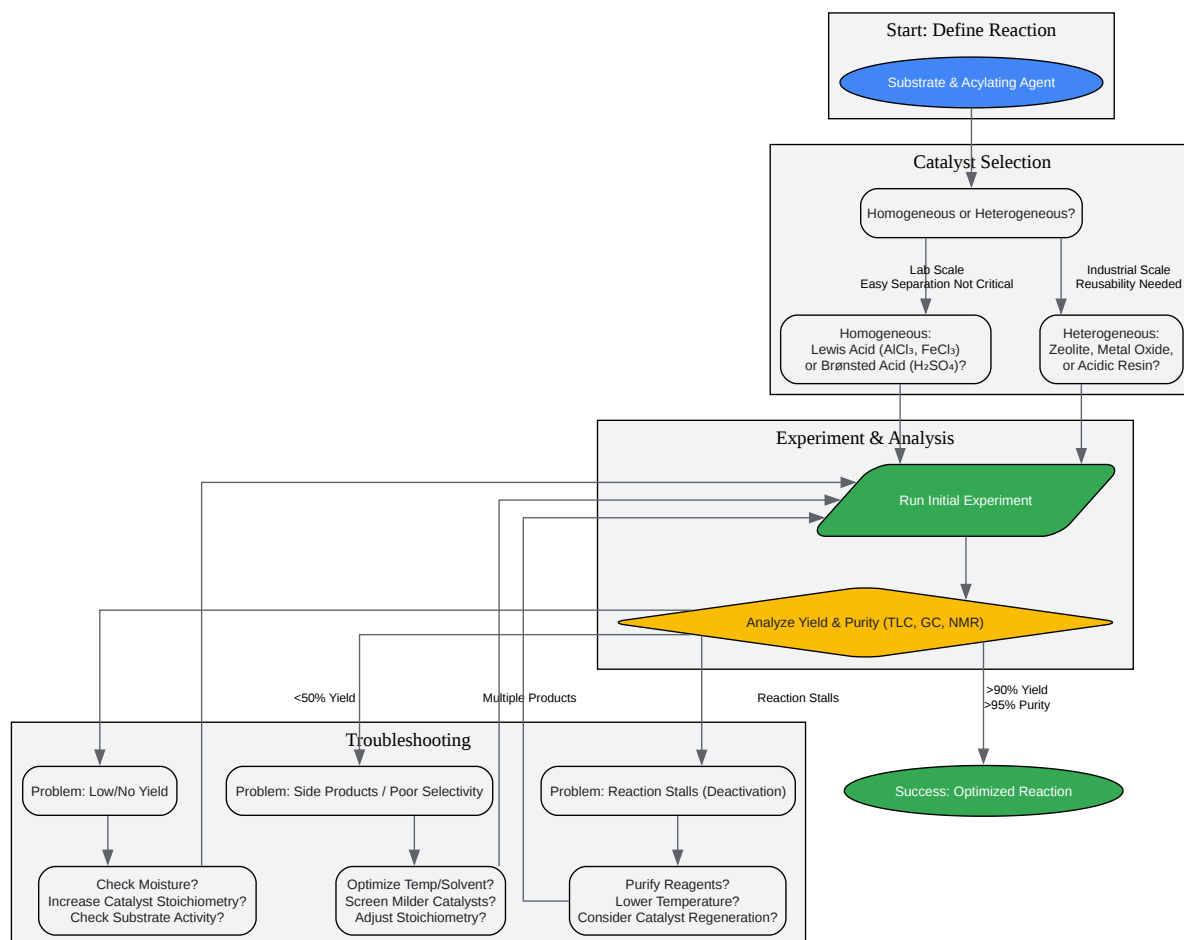 Start: Define Reaction
Substrate & Acylating Agent
Catalyst Selection
Homogeneous or Heterogeneous?
Lab Scale
Easy Separation Not Critical
Industrial Scale
Reusability Needed
Homogeneous:
Lewis Acid (AlCl₃, FeCl₃)
or Brønsted Acid (H₂SO₄)?
Heterogeneous:
Zeolite, Metal Oxide,
or Acidic Resin?
Experiment & Analysis
Run Initial Experiment
Analyze Yield & Purity (TLC, GC, NMR)
<50% Yield
Multiple Products
Reaction Stalls
>90% Yield
>95% Purity
Troubleshooting
Problem: Low/No Yield
Problem: Side Products / Poor Selectivity
Problem: Reaction Stalls (Deactivation)
Success: Optimized Reaction
Check Moisture?
Increase Catalyst Stoichiometry?
Check Substrate Activity?
Optimize Temp/Solvent?
Screen Milder Catalysts?
Adjust Stoichiometry?
Purify Reagents?
Lower Temperature?
Consider Catalyst Regeneration?